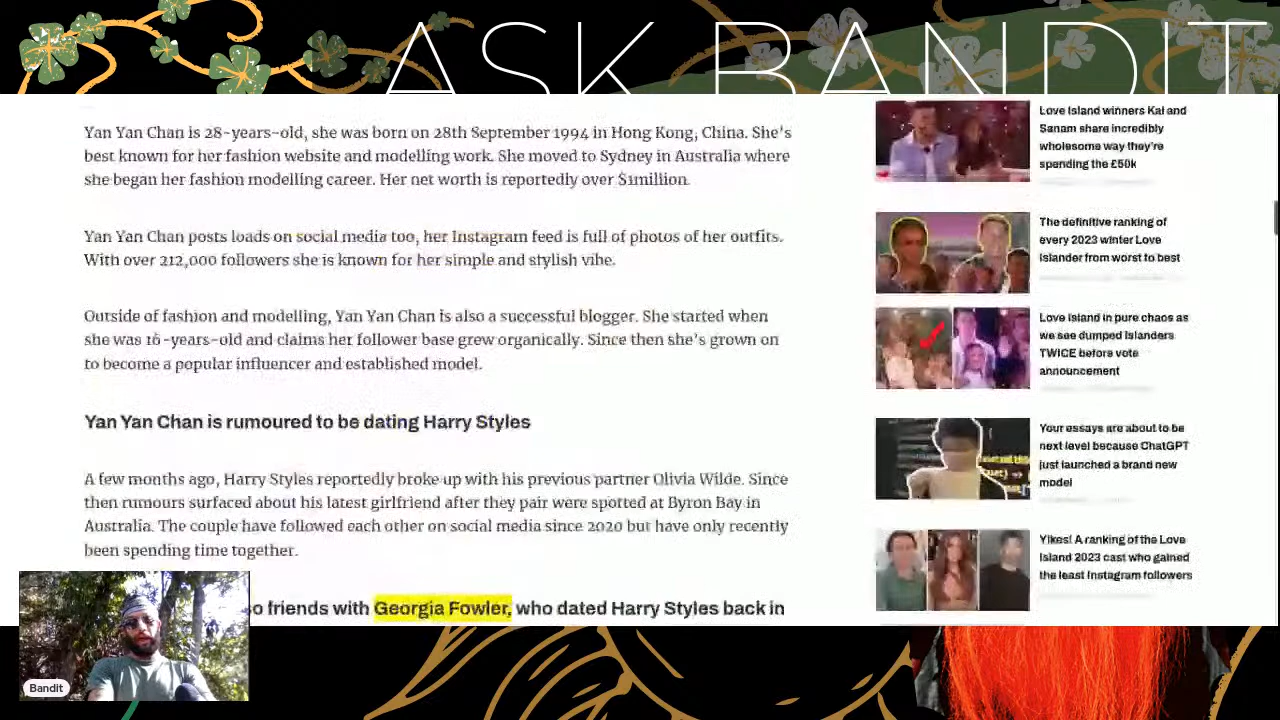 ASK BANDIT
Yan Yan Chan is 28-years-old, she was born on 28th September 1994 in Hong Kong, China. She's
best known for her fashion website and modelling work. She moved to Sydney in Australia where
she began her fashion modelling career. Her net worth is reportedly over $1million.
Yan Yan Chan posts loads on social media too, her Instagram feed is full of photos of her outfits.
With over 212,000 followers she is known for her simple and stylish vibe.
Outside of fashion and modelling, Yan Yan Chan is also a successful blogger. She started when
she was 16-years-old and claims her follower base grew organically. Since then she's grown on
to become a popular influencer and established model.
Yan Yan Chan is rumoured to be dating Harry Styles
A few months ago, Harry Styles reportedly broke up with his previous partner Olivia Wilde. Since
then rumours surfaced about his latest girlfriend after they pair were spotted at Byron Bay in
Australia. The couple have followed each other on social media since 2020 but have only recently
been spending time together.
o friends with Georgia Fowler, who dated Harry Styles back in
Love Island winners Kai and
Sanam share incredibly
wholesome way they're
spending the £50k
The definitive ranking of
every 2023 winter Love
Islander from worst to best
Love Island in pure chaos as
we see dumped Islanders
TWICE before vote
announcement
Your essays are about to be
next level because ChatGPT
just launched a brand new
model
Yikes! A ranking of the Love
Island 2023 cast who gained
the least Instagram followers
Bandit